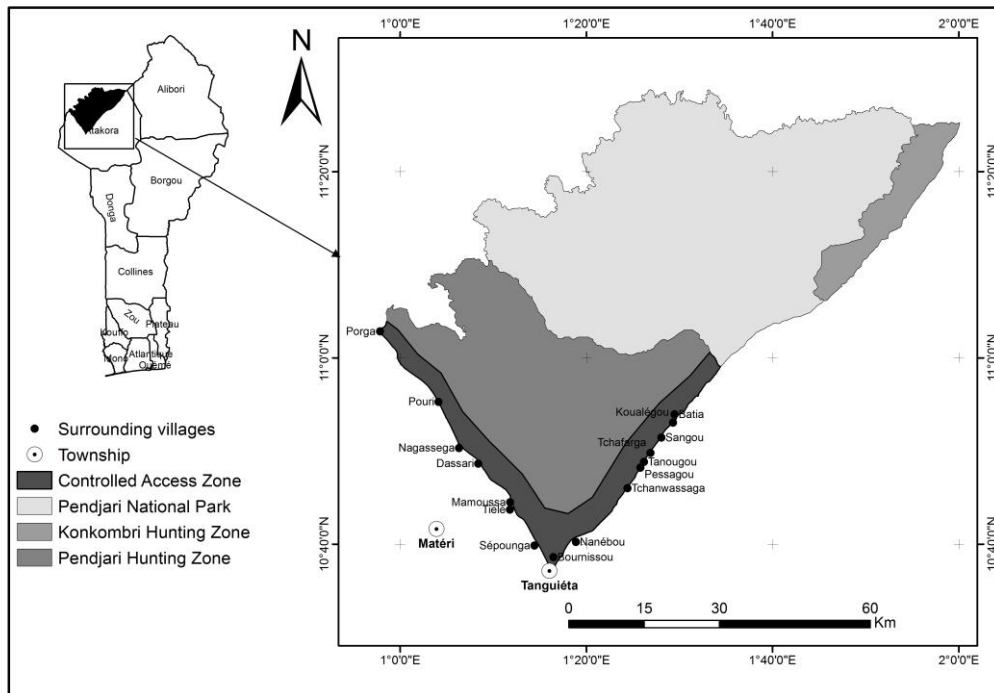 Alibori
Atakora
Borgou
Donga
Collines
Zou
Plateau
Kouffo
Mono
Atlantique
Ouémé
N
1°0'0"E
1°20'0"E
1°40'0"E
2°0'0"E
11°20'0"N
11°0'0"N
10°40'0"N
11°20'0"N
11°0'0"N
10°40'0"N
Porga
Pouri
Nagassega
Dassari
Mamoussa
Tiélé
Matéri
Sépounga
Tanguiéta
Koualégou
Batia
Tchafarga
Sangou
Tanougou
Pessagou
Tchanwassaga
Nanébou
Bournissou
Surrounding villages
Township
Controlled Access Zone
Pendjari National Park
Konkombri Hunting Zone
Pendjari Hunting Zone
0 15 30 60
Km
1°0'0"E
1°20'0"E
1°40'0"E
2°0'0"E